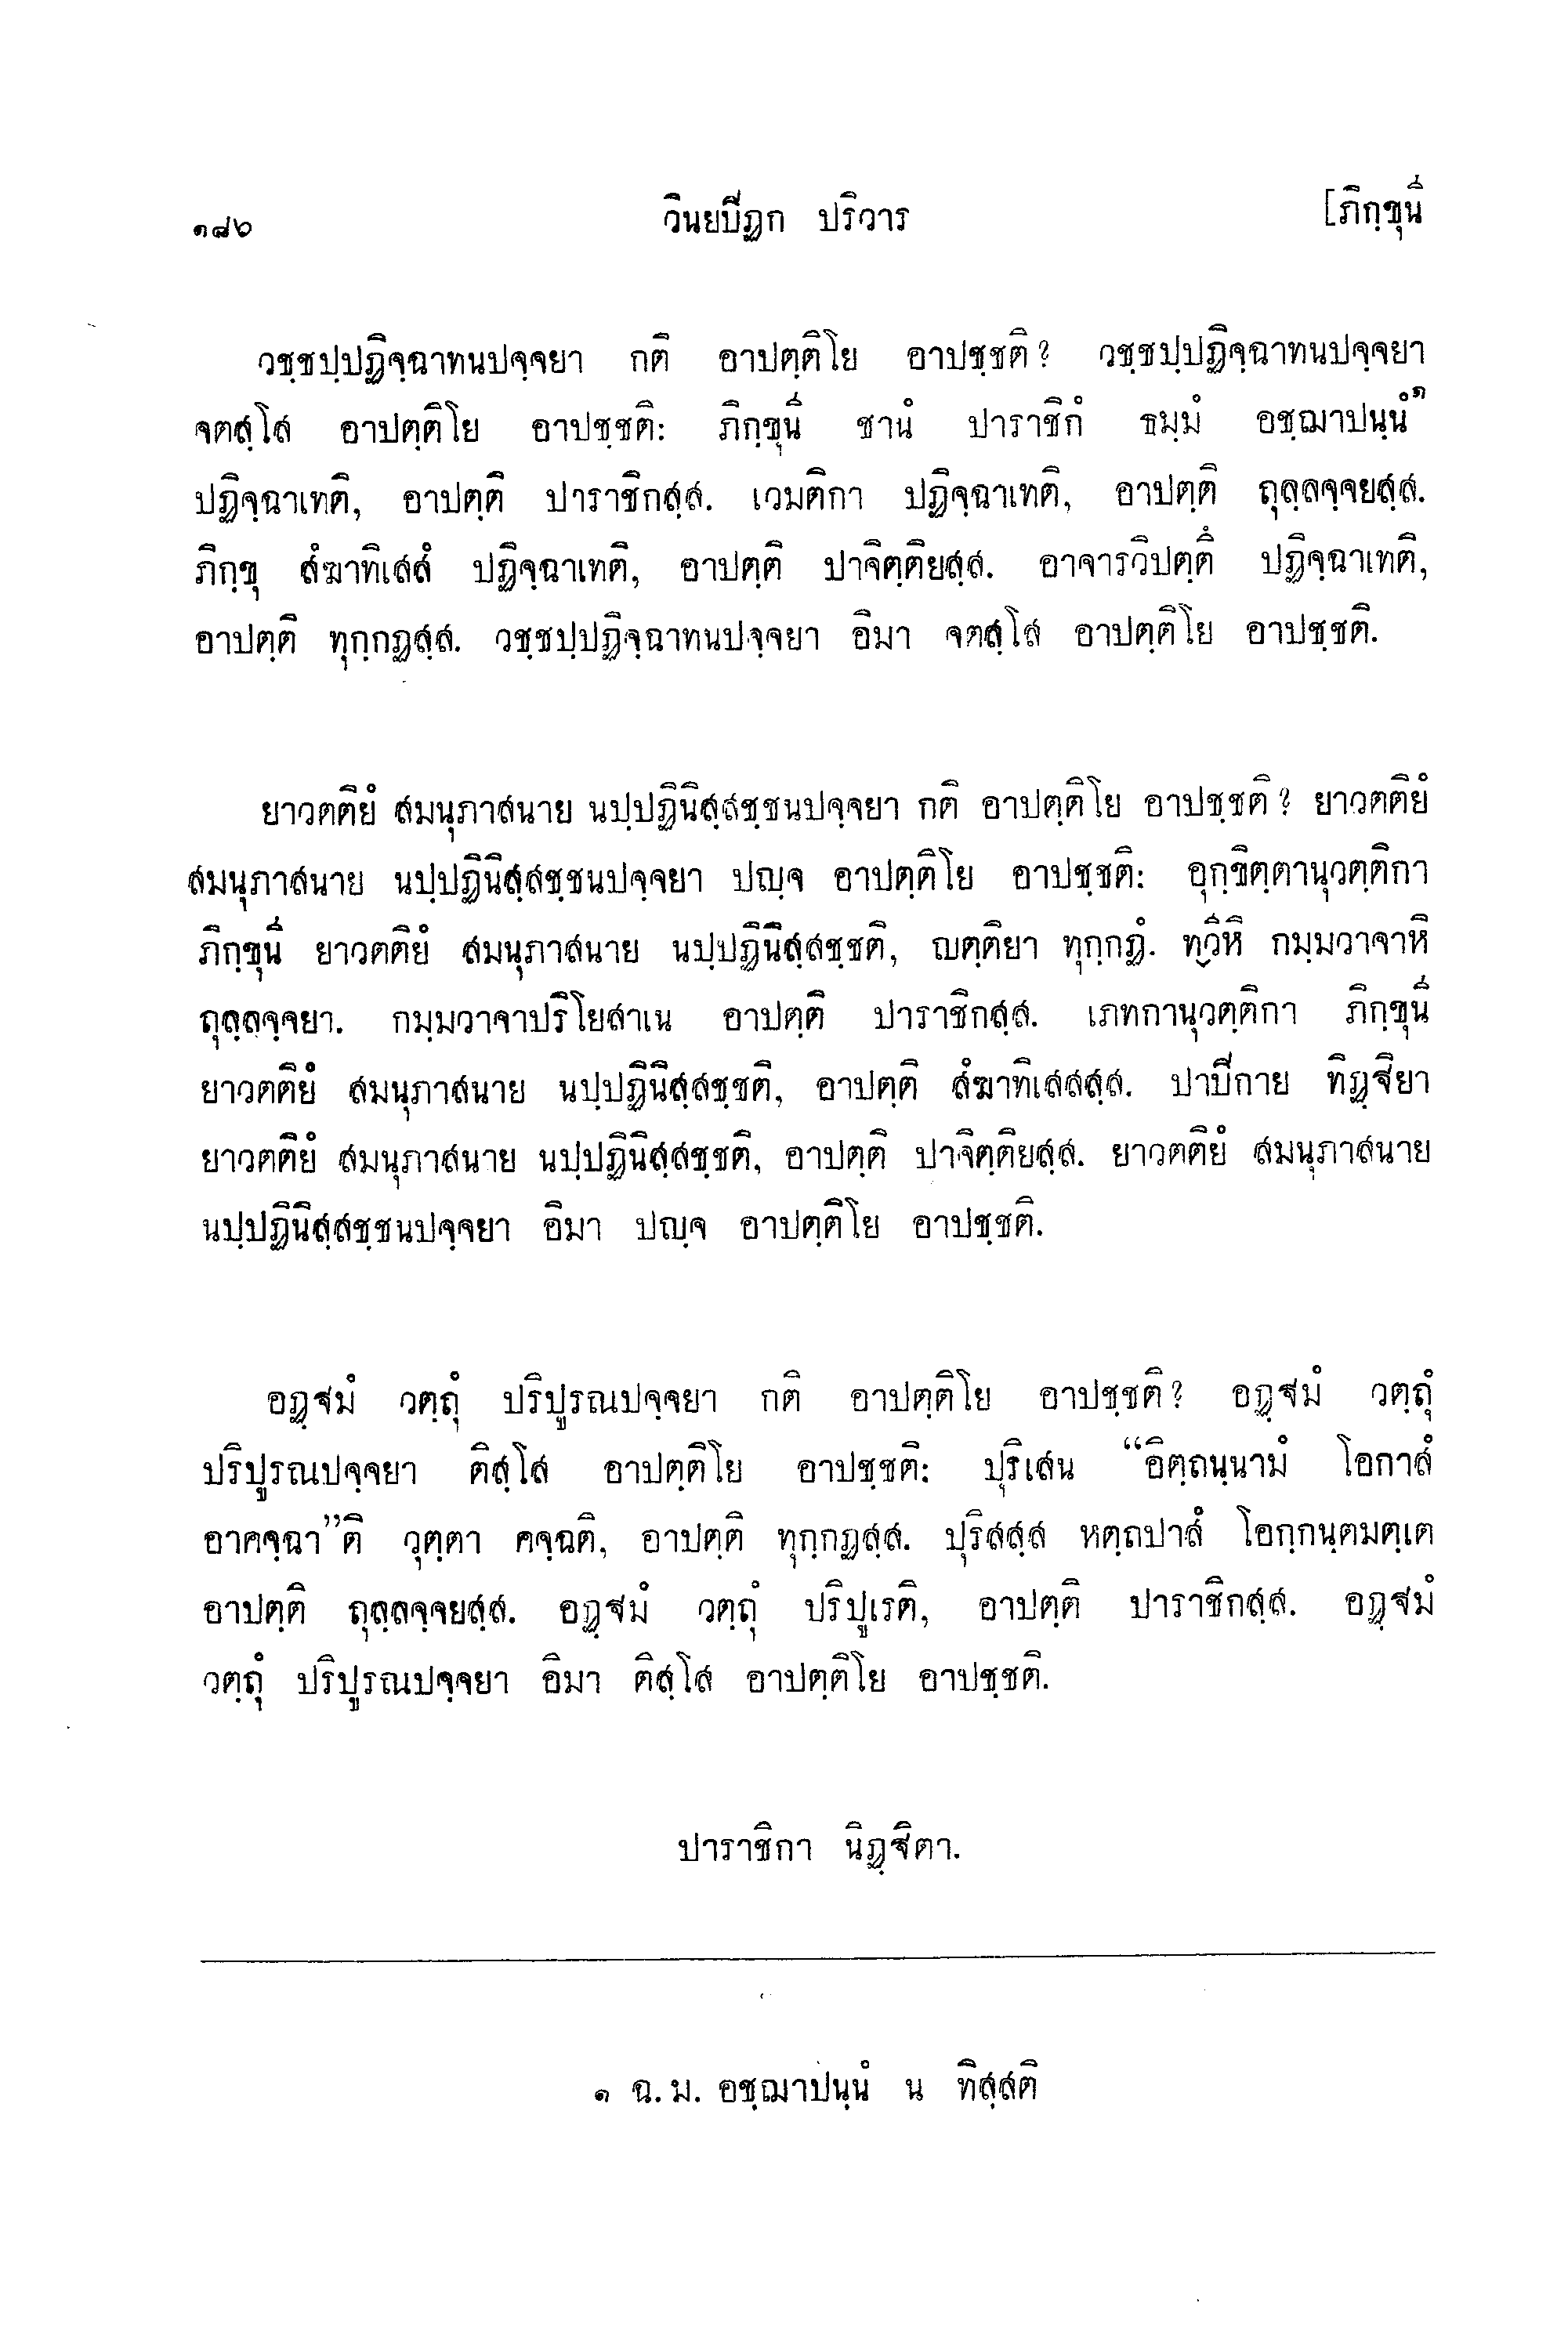 ๑๘๖ วินยปิฏก ปริวาร [ภิกฺขุนี
วชฺชปฺปฏิจฺฉาทนปจฺจยา กติ อาปตฺติโย อาปชฺชติ? วชฺชปฺปฏิจฺฉาทนปจฺจยา
จตสฺโส อาปตฺติโย อาปชฺชติ: ภิกฺขุนี ชานํ ปาราชิกํ ธมฺมํ อชฺฌาปนฺนํ๑
ปฏิจฺฉาเทติ, อาปตฺติ ปาราชิกสฺส. เวมติกา ปฏิจฺฉาเทติ, อาปตฺติ ถุลฺลจฺจยสฺส.
ภิกฺขุ สํฆาทิเสสํ ปฏิจฺฉาเทติ, อาปตฺติ ปาจิตฺติยสฺส. อาจารวิปตฺตึ ปฏิจฺฉาเทติ,
อาปตฺติ ทุกฺกฏสฺส. วชฺชปฺปฏิจฺฉาทนปจฺจยา อิมา จตสฺโส อาปตฺติโย อาปชฺชติ.
ยาวตติยํ สมนุภาสนาย นปฺปฏินิสฺสชฺชนปจฺจยา กติ อาปตฺติโย อาปชฺชติ? ยาวตติยํ
สมนุภาสนาย นปฺปฏินิสฺสชฺชนปจฺจยา ปญฺจ อาปตฺติโย อาปชฺชติ: อุกฺขิตฺตานุวตฺติกา
ภิกฺขุนี ยาวตติยํ สมนุภาสนาย นปฺปฏินิสฺสชฺชติ, ญตฺติยา ทุกฺกฏํ. ทฺวีหิ กมฺมวาจาหิ
ถุลฺลจฺจยา. กมฺมวาจาปริโยสาเน อาปตฺติ ปาราชิกสฺส. เภทกานุวตฺติกา ภิกฺขุนี
ยาวตติยํ สมนุภาสนาย นปฺปฏินิสฺสชฺชติ, อาปตฺติ สํฆาทิเสสสฺส. ปาปิกาย ทิฏฺฐิยา
ยาวตติยํ สมนุภาสนาย นปฺปฏินิสฺสชฺชติ, อาปตฺติ ปาจิตฺติยสฺส. ยาวตติยํ สมนุภาสนาย
นปฺปฏินิสฺสชฺชนปจฺจยา อิมา ปญฺจ อาปตฺติโย อาปชฺชติ.
อฏฺฐมํ วตฺถุํ ปริปูรณปจฺจยา กติ อาปตฺติโย อาปชฺชติ? อฏฺฐมํ วตฺถุํ
ปริปูรณปจฺจยา ติสฺโส อาปตฺติโย อาปชฺชติ: ปุริเสน “อิตฺถนฺนามํ โอกาสํ
อาคจฺฉา”ติ วุตฺตา คจฺฉติ, อาปตฺติ ทุกฺกฏสฺส. ปุริสสฺส หตฺถปาสํ โอกฺกนฺตมตฺเต
อาปตฺติ ถุลฺลจฺจยสฺส. อฏฺฐมํ วตฺถุํ ปริปูเรติ, อาปตฺติ ปาราชิกสฺส. อฏฺฐมํ
วตฺถุํ ปริปูรณปจฺจยา อิมา ติสฺโส อาปตฺติโย อาปชฺชติ.
ปาราชิกา นิฏฺฐิตา.
๑ ฉ. ม. อชฺฌาปนฺนํ น ทิสฺสติ